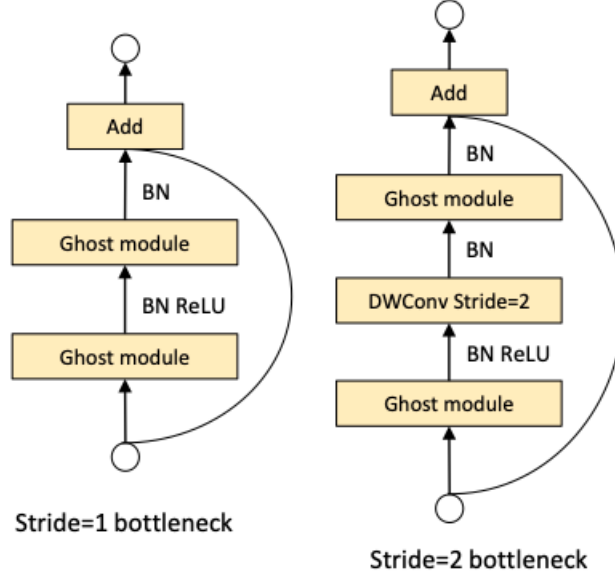 Add
BN
Ghost module
BN ReLU
Ghost module
Stride=1 bottleneck
Add
BN
Ghost module
BN
DWConv Stride=2
BN ReLU
Ghost module
Stride=2 bottleneck